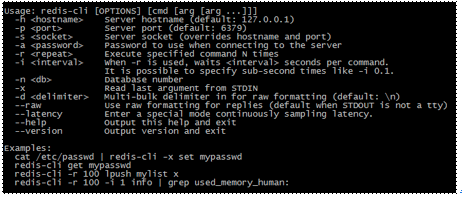 Usage: redis-cli [OPTIONS] [cmd [arg [arg ...]]]
-h <hostname> Server hostname (default: 127.0.0.1)
-p <port> Server port (default: 6379)
-s <socket> Server socket (overrides hostname and port)
-a <password> Password to use when connecting to the server
-r <repeat> Execute specified command N times
-i <interval> When -r is used, waits <interval> seconds per command.
It is possible to specify sub-second times like -i 0.1.
-n <db> Database number
-x Read last argument from STDIN
-d <delimiter> Multi-bulk delimiter in for raw formatting (default: \n)
--raw Use raw formatting for replies (default when STDOUT is not a tty)
--latency Enter a special mode continuously sampling latency.
--help Output this help and exit
--version Output version and exit
Examples:
cat /etc/passwd | redis-cli -x set mypasswd
redis-cli get mypasswd
redis-cli -r 100 lpush mylist x
redis-cli -r 100 -i 1 info | grep used_memory_human: